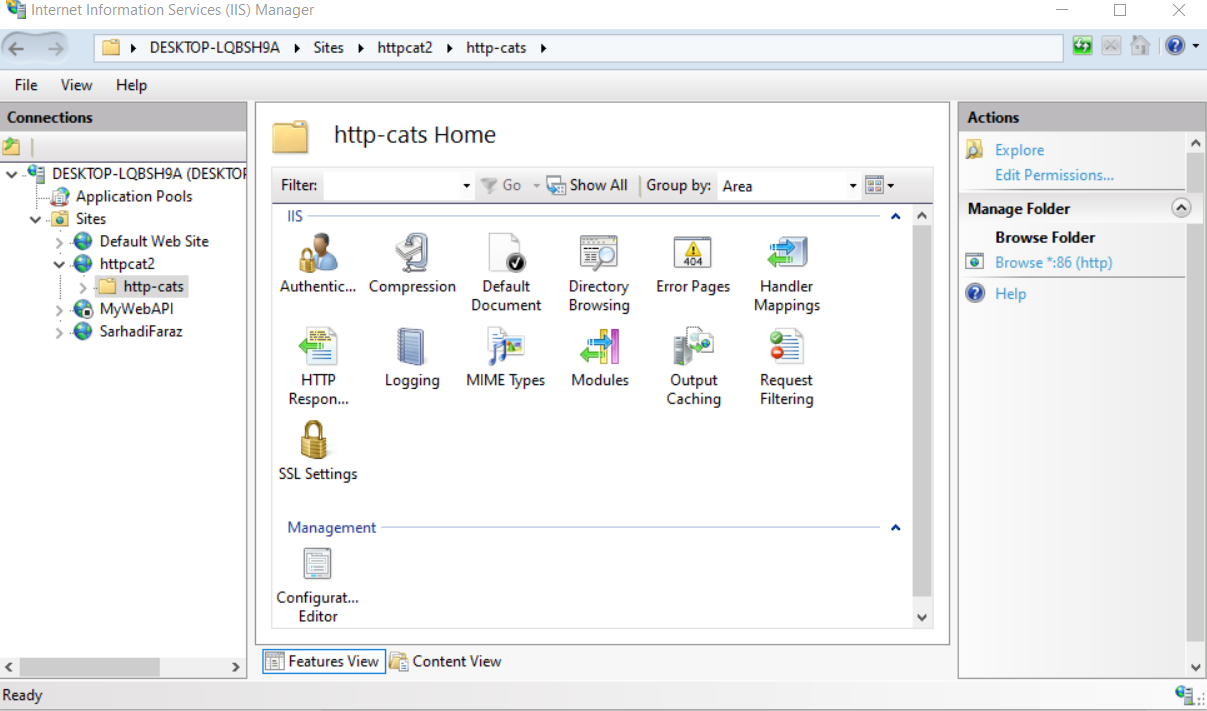 Internet Information Services (IIS) Manager
DESKTOP-LQBSH9A Sites httpcat2 http-cats
File View Help
Connections
DESKTOP-LQBSH9A (DESKTOP
Application Pools
Sites
Default Web Site
httpcat2
http-cats
MyWebAPI
SarhadiFaraz
http-cats Home
Filter: Go Show All Group by: Area
IIS
Authentic... Compression Default Document Directory Browsing Error Pages 404 Handler Mappings
HTTP Respon... Logging MIME Types Modules Output Caching Request Filtering
SSL Settings
Management
Configurat... Editor
Features View Content View
Actions
Explore
Edit Permissions...
Manage Folder
Browse Folder
Browse *:86 (http)
Help
Ready